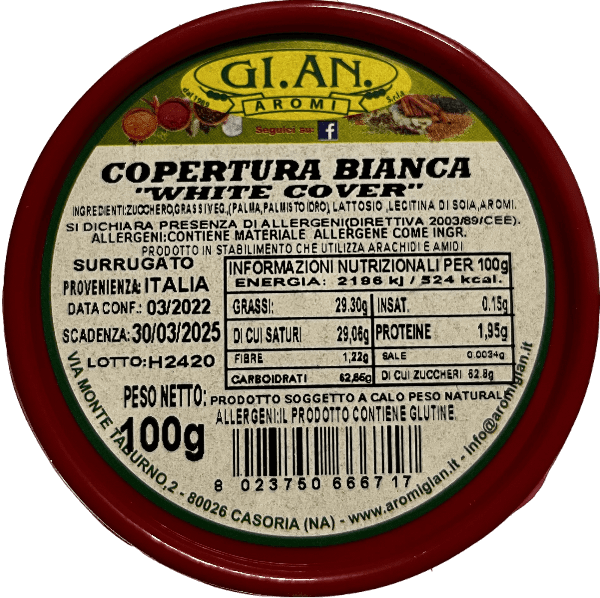 GI.AN.
AROMI
dal 1989
S.r.l.
Seguici su: f
COPERTURA BIANCA
"WHITE COVER"
INGREDIENTI:ZUCCHERO,GRASSI VEG.,(PALMA,PALMISTO IDRO), LATTOSIO ,LECITINA DI SOIA, AROMI.
SI DICHIARA PRESENZA DI ALLERGENI(DIRETTIVA 2003/89/CEE).
ALLERGENI:CONTIENE MATERIALE ALLERGENE COME INGR.
PRODOTTO IN STABILIMENTO CHE UTILIZZA ARACHIDI E AMIDI
SURRUGATO
PROVENIENZA: ITALIA
DATA CONF.: 03/2022
SCADENZA: 30/03/2025
LOTTO:H2420
INFORMAZIONI NUTRIZIONALI PER 100g
ENERGIA: 2186 kJ / 524 kcal.
GRASSI: 29.30g INSAT. 0.15g
DI CUI SATURI 29,06g PROTEINE 1,95g
FIBRE 1,22g SALE 0.0034g
CARBOIDRATI 62,86g DI CUI ZUCCHERI 62.8g
PESO NETTO:
100g
PRODOTTO SOGGETTO A CALO PESO NATURALE
ALLERGENI:IL PRODOTTO CONTIENE GLUTINE.
8 023750 666717
VIA MONTE TABURNO,2 - 80026 CASORIA (NA) - www.aromigian.it - info@aromigian.it